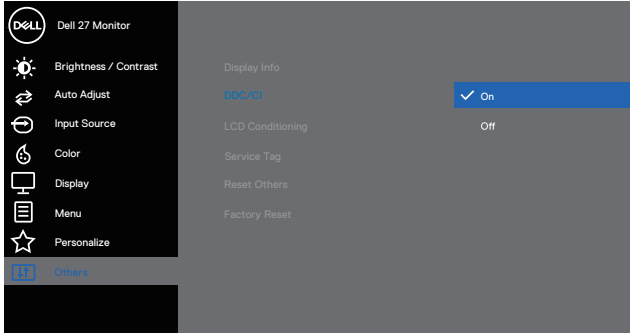 DELL
Dell 27 Monitor
Brightness / Contrast
Auto Adjust
Input Source
Color
Display
Menu
Personalize
Others
Display Info
DDC/CI
LCD Conditioning
Service Tag
Reset Others
Factory Reset
On
Off